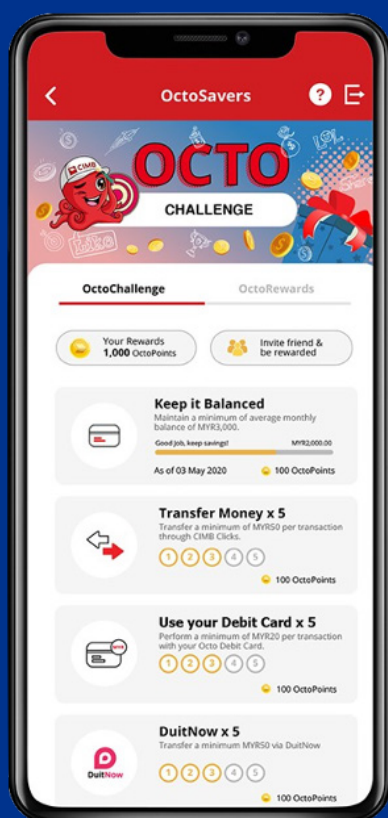 OctoSavers
?
OCTO
CIMB
CHALLENGE
LIKE
OctoChallenge
OctoRewards
Your Rewards
1,000 OctoPoints
Invite friend &
be rewarded
Keep it Balanced
Maintain a minimum of average monthly
balance of MYR3,000.
Good Job, keep savings!
MYR2,000.00
As of 03 May 2020
100 OctoPoints
Transfer Money x 5
Transfer a minimum of MYR50 per transaction
through CIMB Clicks.
1 2 3 4 5
100 OctoPoints
Use your Debit Card x 5
Perform a minimum of MYR20 per transaction
with your Octo Debit Card.
1 2 3 4 5
100 OctoPoints
DuitNow x 5
Transfer a minimum MYR50 via DuitNow
DuitNow
1 2 3 4 5
100 OctoPoints